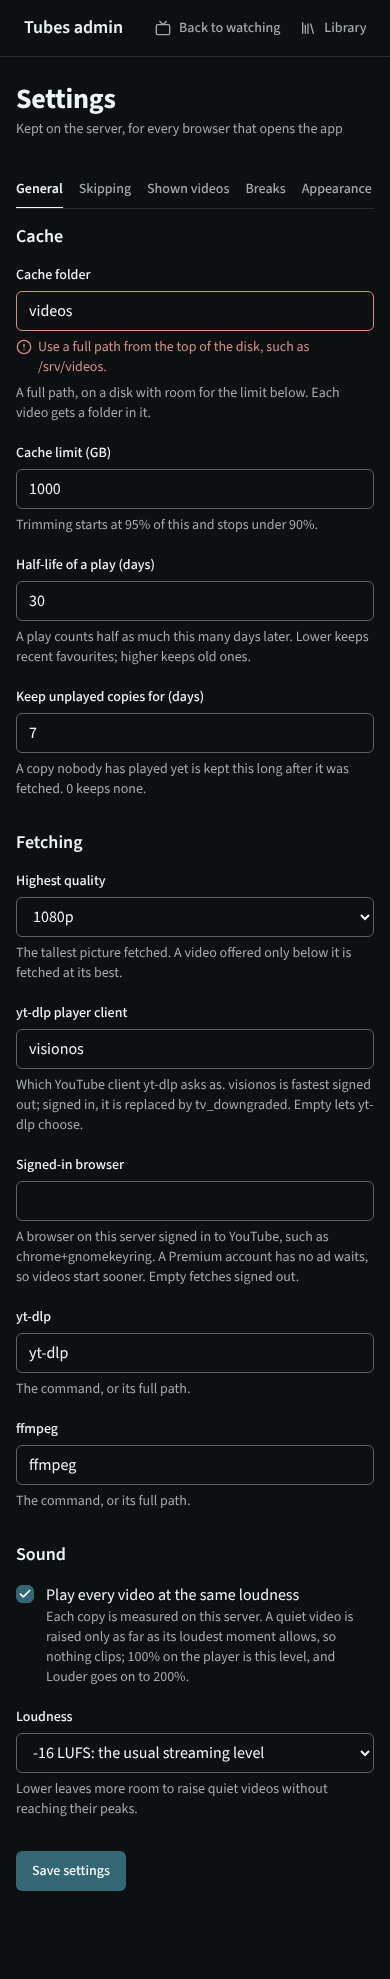 Tubes admin
Back to watching
Library
Settings
Kept on the server, for every browser that opens the app
General
Skipping
Shown videos
Breaks
Appearance
Cache
Cache folder
videos
Use a full path from the top of the disk, such as
/srv/videos.
A full path, on a disk with room for the limit below. Each
video gets a folder in it.
Cache limit (GB)
1000
Trimming starts at 95% of this and stops under 90%.
Half-life of a play (days)
30
A play counts half as much this many days later. Lower keeps
recent favourites; higher keeps old ones.
Keep unplayed copies for (days)
7
A copy nobody has played yet is kept this long after it was
fetched. 0 keeps none.
Fetching
Highest quality
1080p
The tallest picture fetched. A video offered only below it is
fetched at its best.
yt-dlp player client
visionos
Which YouTube client yt-dlp asks as. visionos is fastest signed
out; signed in, it is replaced by tv_downgraded. Empty lets yt-
dlp choose.
Signed-in browser
A browser on this server signed in to YouTube, such as
chrome+gnomekeyring. A Premium account has no ad waits,
so videos start sooner. Empty fetches signed out.
yt-dlp
yt-dlp
The command, or its full path.
ffmpeg
ffmpeg
The command, or its full path.
Sound
Play every video at the same loudness
Each copy is measured on this server. A quiet video is
raised only as far as its loudest moment allows, so
nothing clips; 100% on the player is this level, and
Louder goes on to 200%.
Loudness
-16 LUFS: the usual streaming level
Lower leaves more room to raise quiet videos without
reaching their peaks.
Save settings